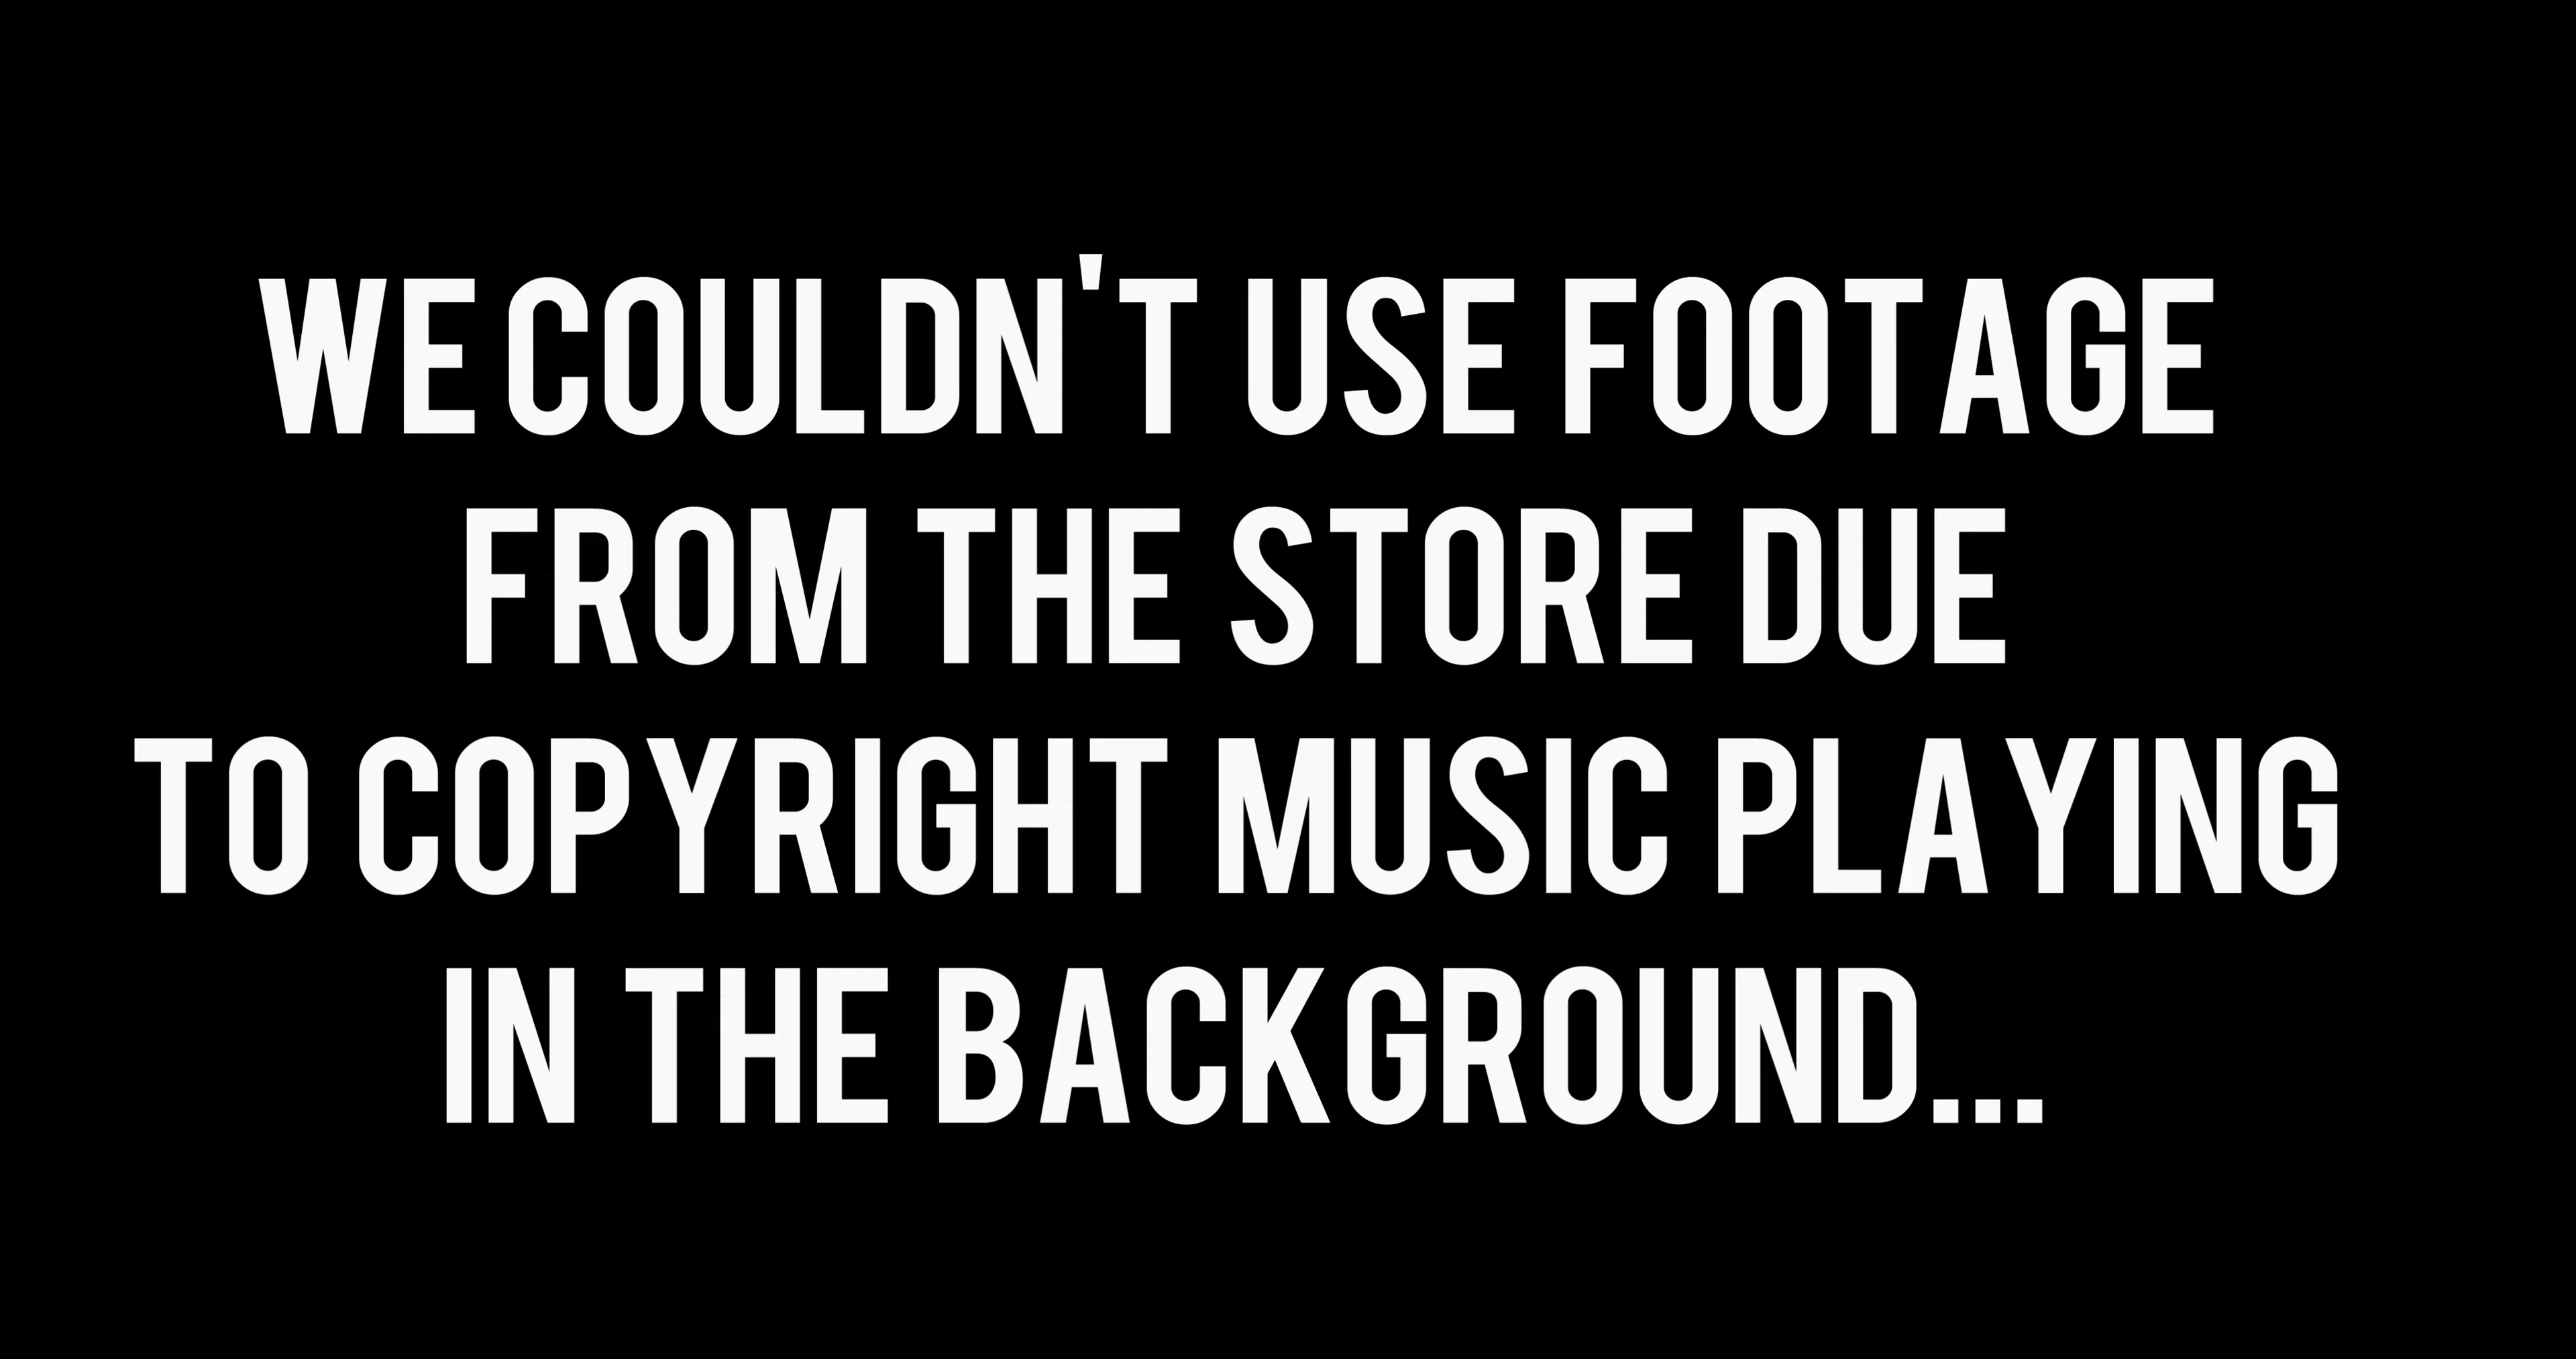 WE COULDN'T USE FOOTAGE
FROM THE STORE DUE
TO COPYRIGHT MUSIC PLAYING
IN THE BACKGROUND...